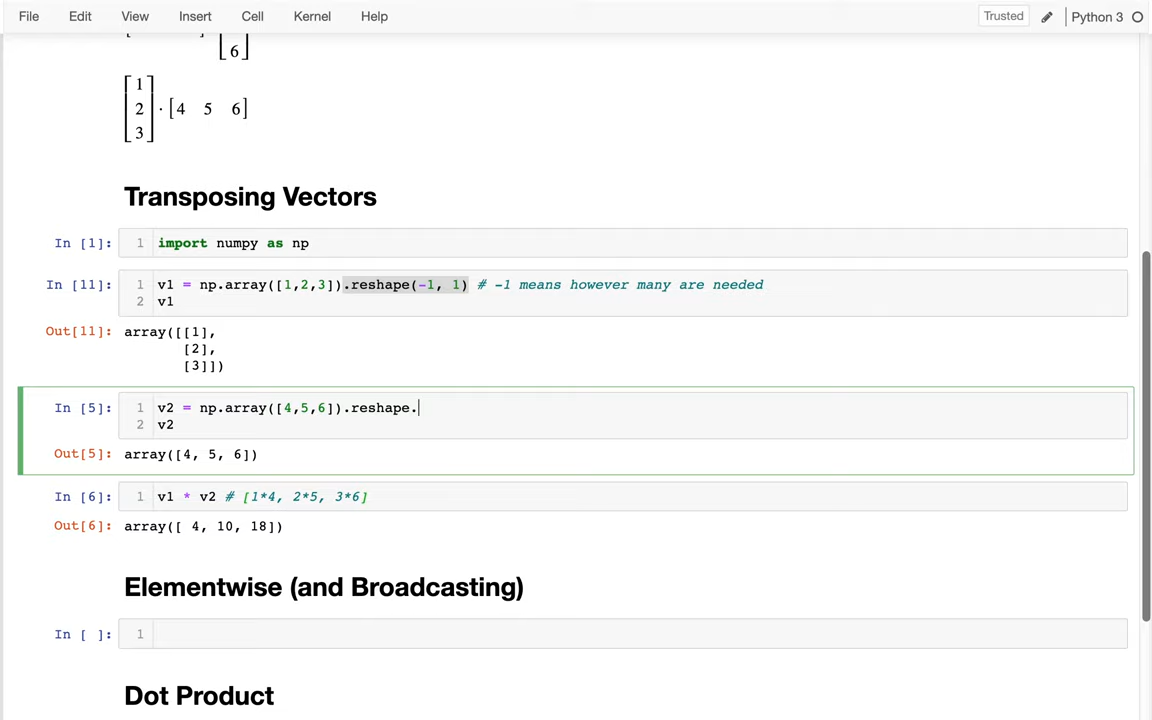 File Edit View Insert Cell Kernel Help Trusted Python 3
[ ] [6]
[1 2 3] · [4 5 6]
Transposing Vectors
In [1]: 1 import numpy as np
In [11]: 1 v1 = np.array([1,2,3]).reshape(-1, 1) # -1 means however many are needed
2 v1
Out[11]: array([[1],
[2],
[3]])
In [5]: 1 v2 = np.array([4,5,6]).reshape.
2 v2
Out[5]: array([4, 5, 6])
In [6]: 1 v1 * v2 # [1*4, 2*5, 3*6]
Out[6]: array([ 4, 10, 18])
Elementwise (and Broadcasting)
In [ ]: 1
Dot Product